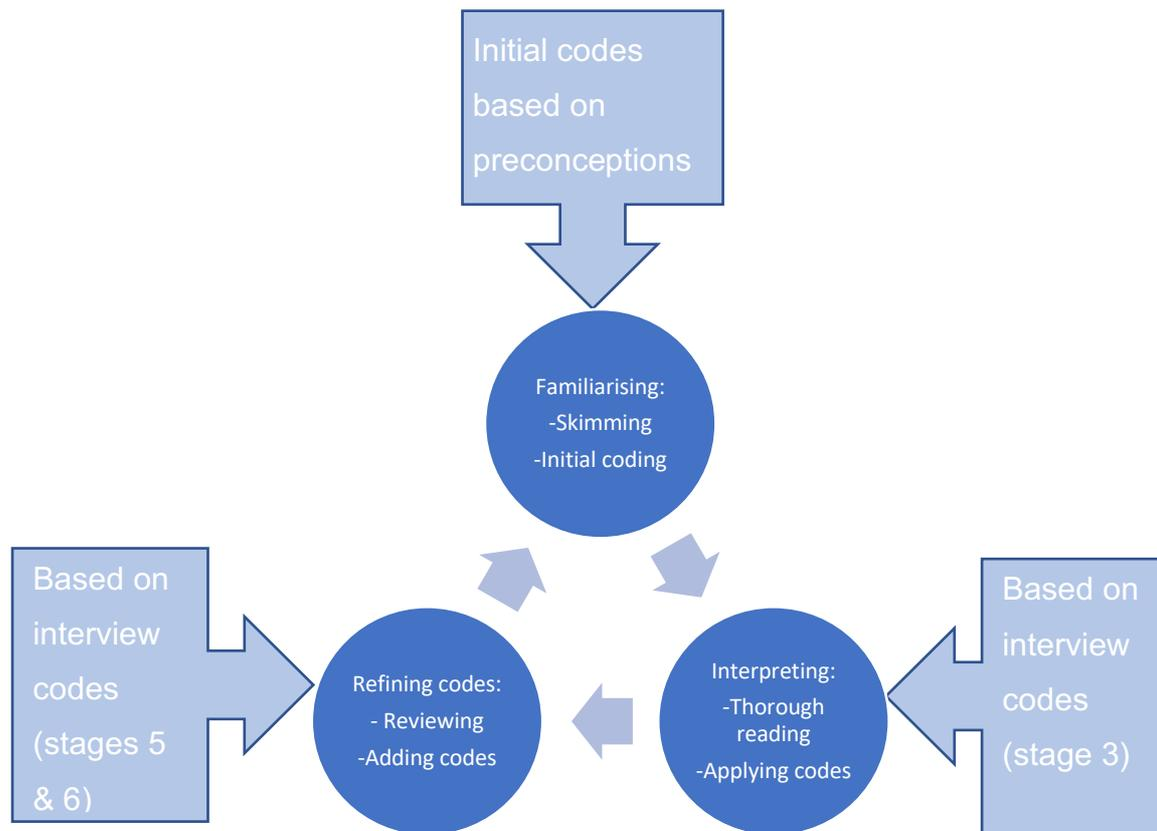 Initial codes
based on
preconceptions
Familiarising:
-Skimming
-Initial coding
Based on
interview
codes
(stages 5
& 6)
Refining codes:
- Reviewing
-Adding codes
Interpreting:
-Thorough
reading
-Applying codes
Based on
interview
codes
(stage 3)